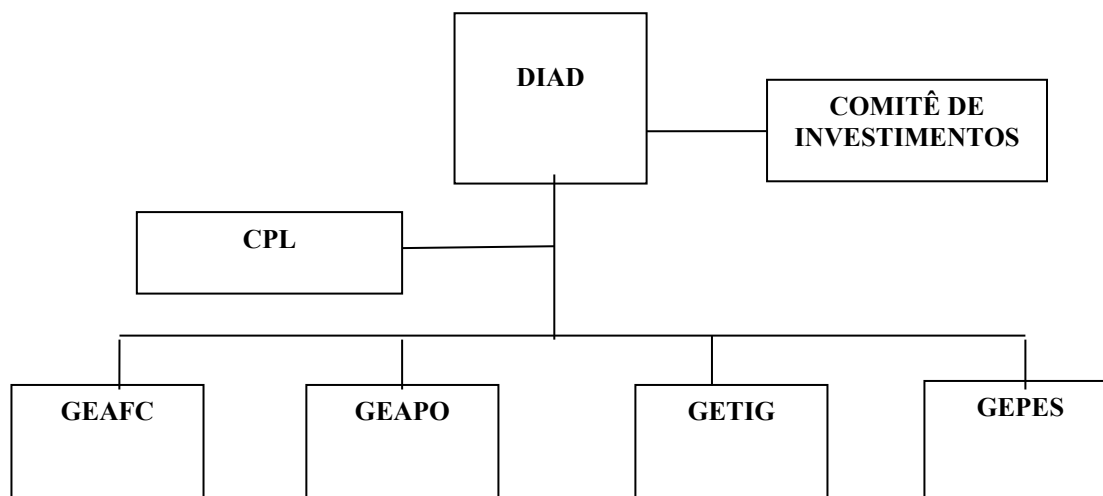 DIAD
COMITÊ DE
INVESTIMENTOS
CPL
GEAFC
GEAPO
GETIG
GEPES